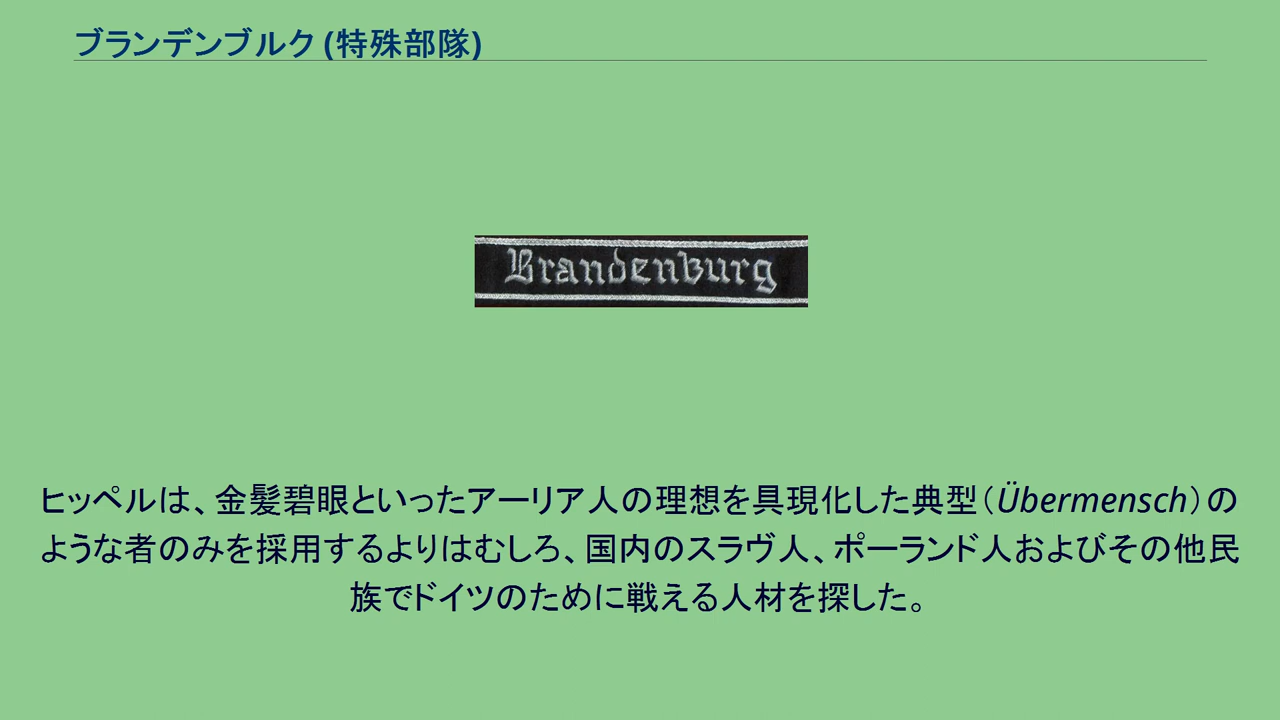 ブランデンブルク (特殊部隊)
Brandenburg
ヒッペルは、金髪碧眼といったアーリア人の理想を具現化した典型（Übermensch）の
ような者のみを採用するよりはむしろ、国内のスラヴ人、ポーランド人およびその他民
族でドイツのために戦える人材を探した。